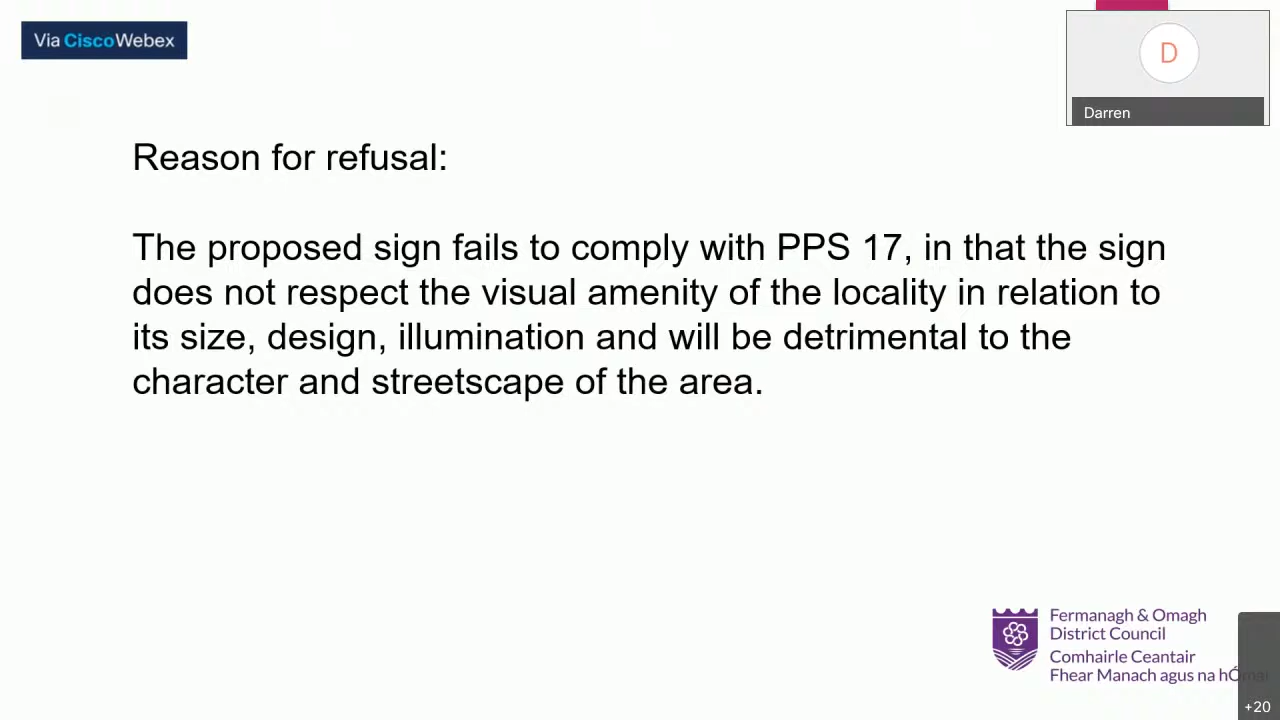 Via CiscoWebex
D
Darren
Reason for refusal:
The proposed sign fails to comply with PPS 17, in that the sign
does not respect the visual amenity of the locality in relation to
its size, design, illumination and will be detrimental to the
character and streetscape of the area.
Fermanagh & Omagh
District Council
Comhairle Ceantair
Fhear Manach agus na hÓmaí
+20